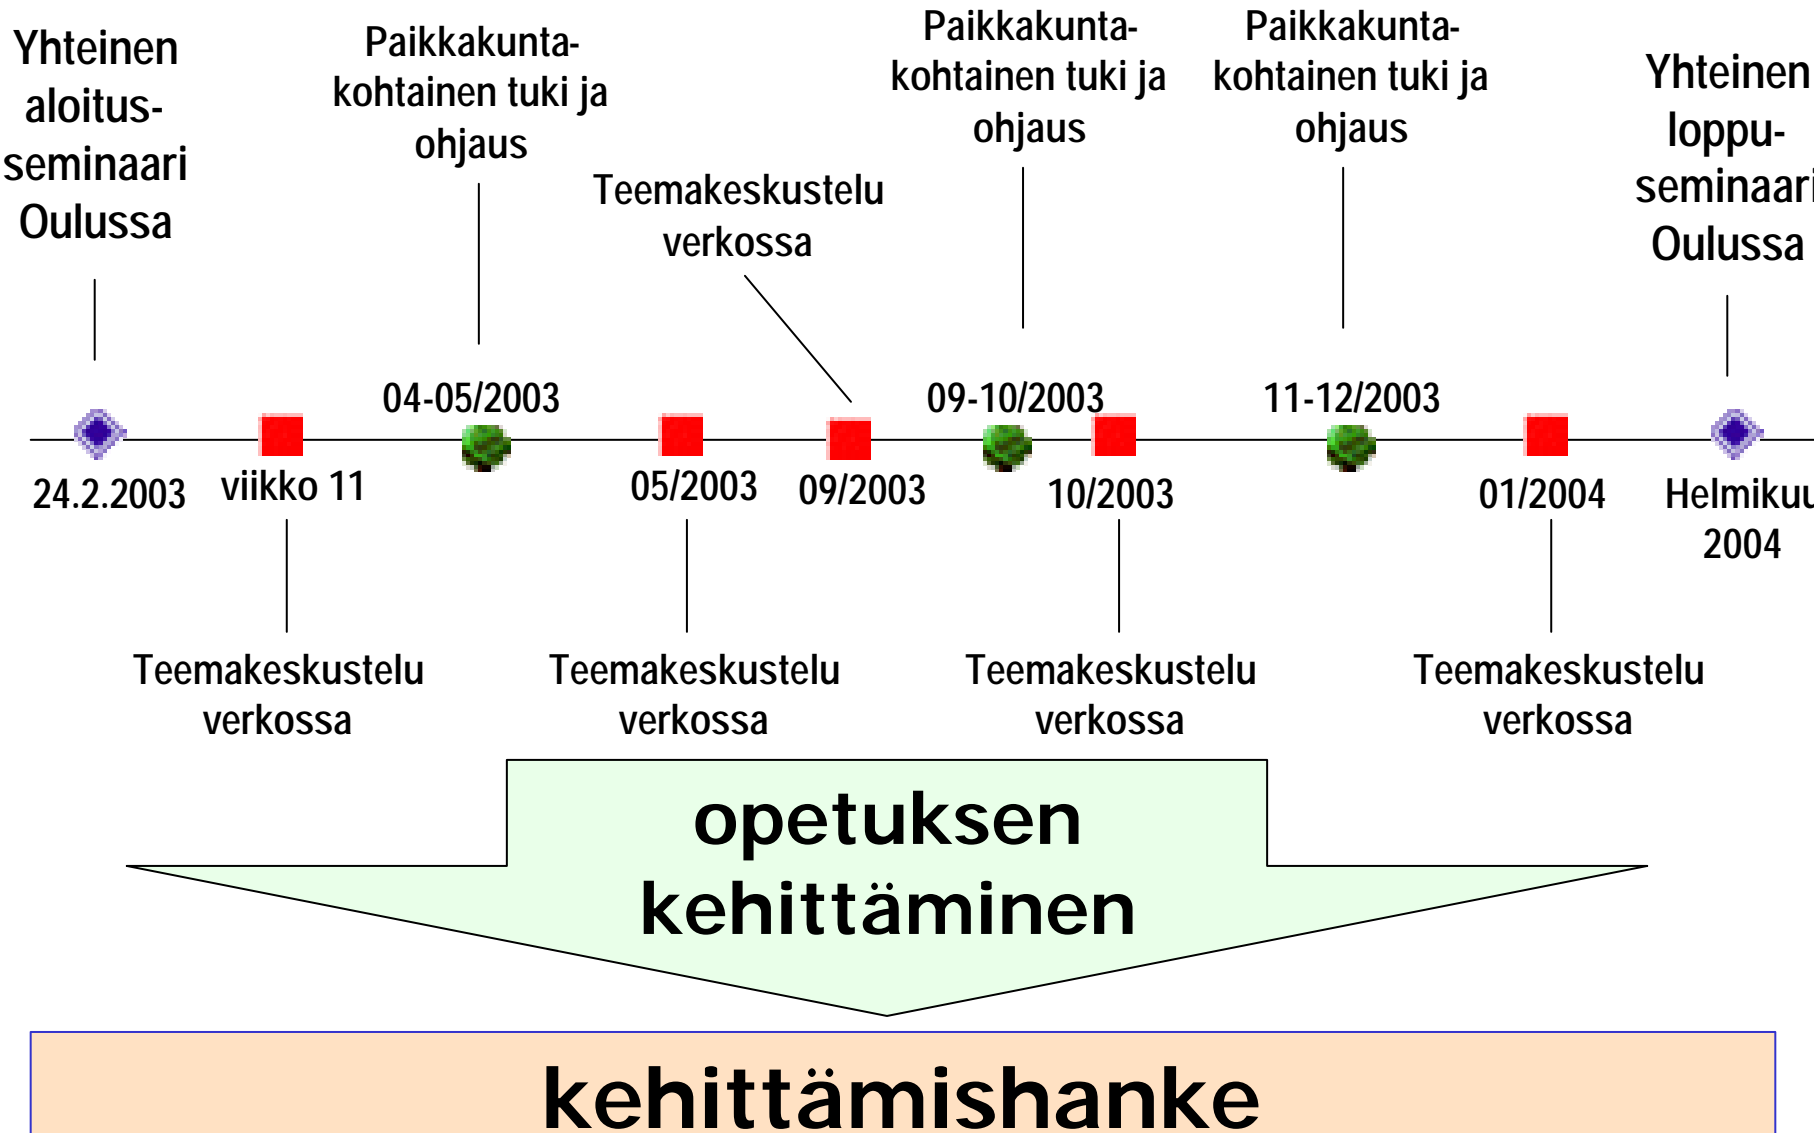 Yhteinen
aloitus-
seminaari
Oulussa
Paikkakunta-
kohtainen tuki ja
ohjaus
Teemakeskustelu
verkossa
Paikkakunta-
kohtainen tuki ja
ohjaus
Paikkakunta-
kohtainen tuki ja
ohjaus
Yhteinen
loppu-
seminaari
Oulussa
04-05/2003
09-10/2003
11-12/2003
24.2.2003
viikko 11
05/2003
09/2003
10/2003
01/2004
Helmikuu
2004
Teemakeskustelu
verkossa
Teemakeskustelu
verkossa
Teemakeskustelu
verkossa
Teemakeskustelu
verkossa
opetuksen
kehittäminen
kehittämishanke